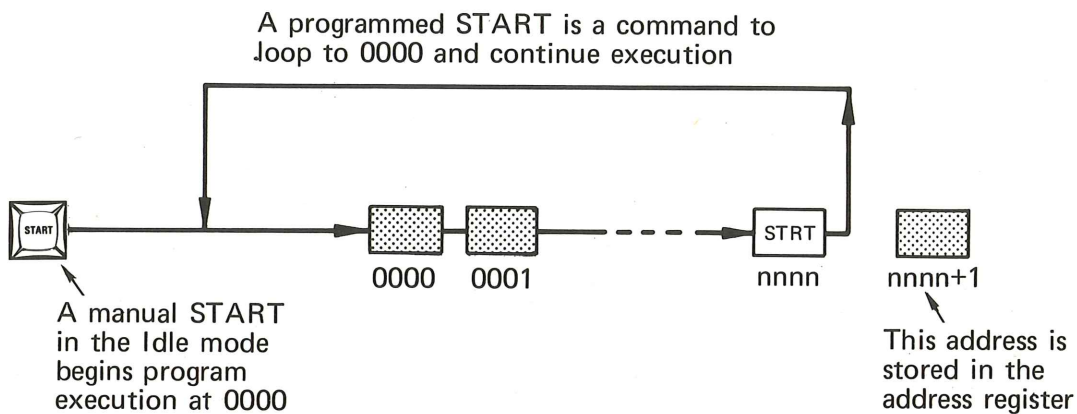 A programmed START is a command to
loop to 0000 and continue execution
START
STRT
0000
0001
nnnn
nnnn+1
A manual START
in the Idle mode
begins program
execution at 0000
This address is
stored in the
address register